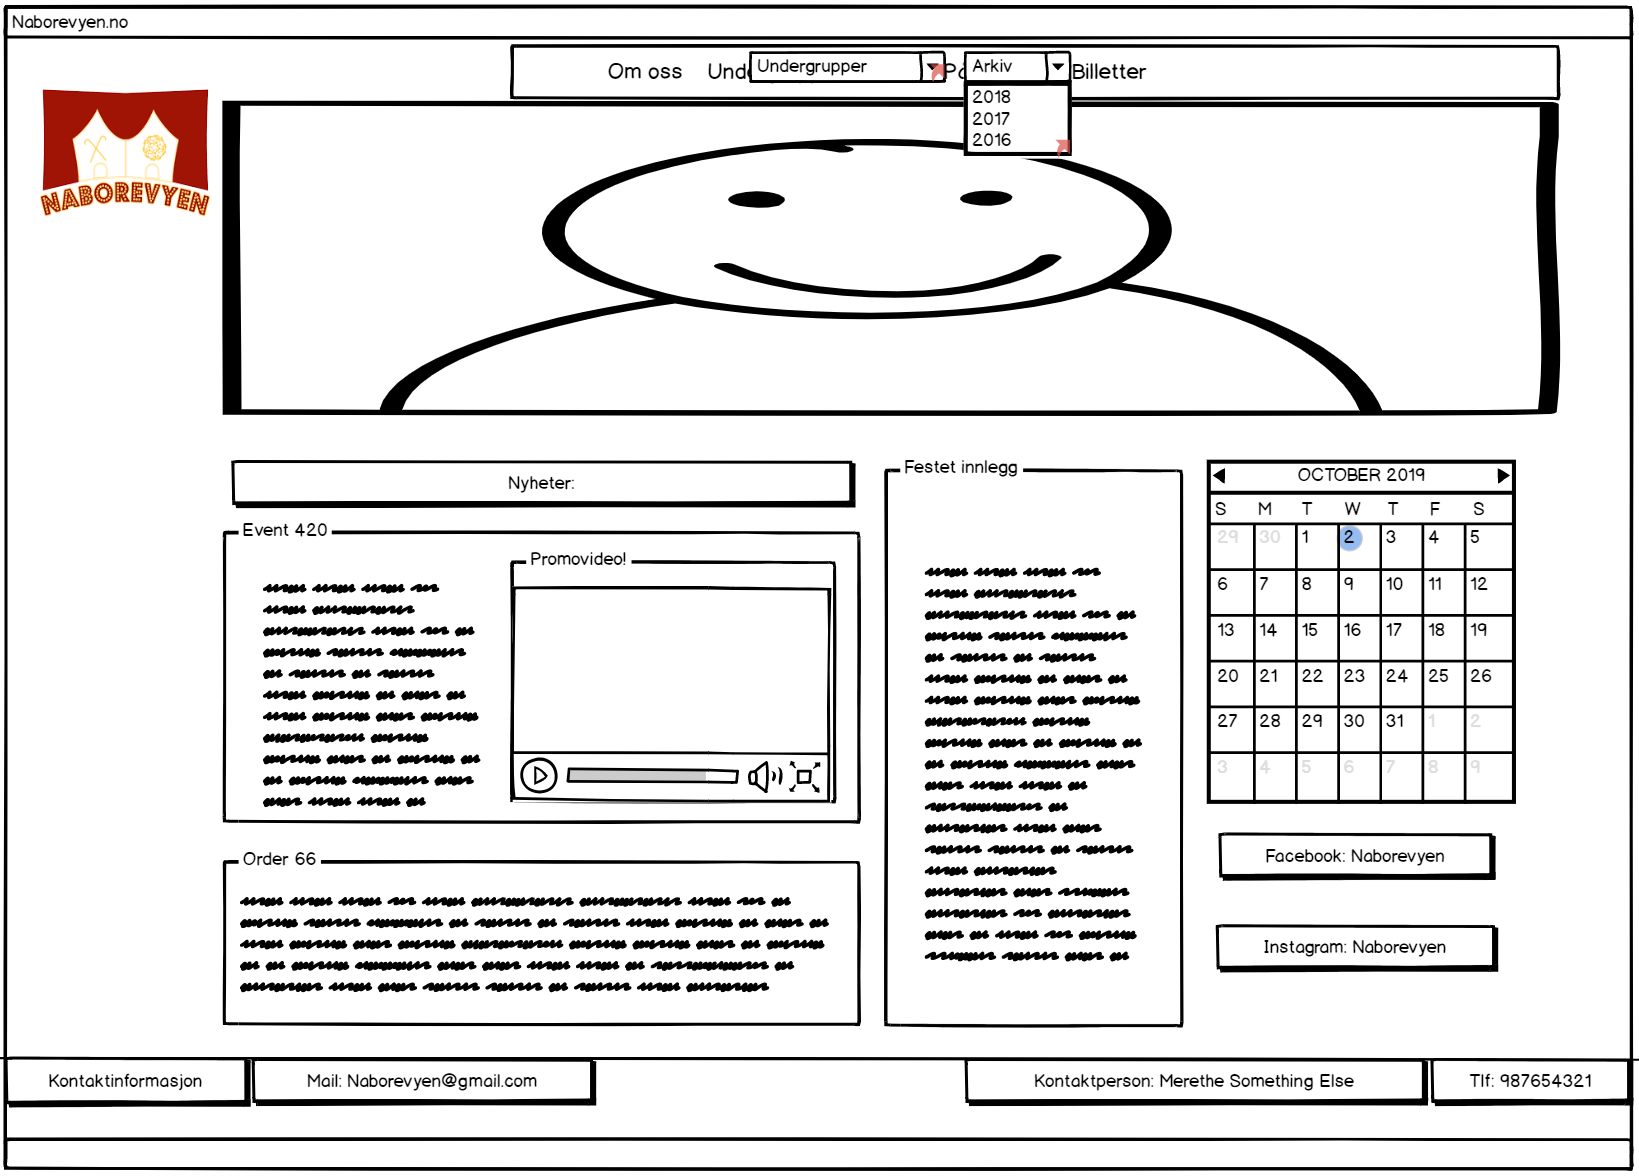 Naborevyen.no
Om oss Undergrupper Arkiv Billetter
2018
2017
2016
NABOREVYEN
Nyheter:
Event 420
Promovideo!
Order 66
Festet innlegg
OCTOBER 2019
S M T W T F S
29 30 1 2 3 4 5
6 7 8 9 10 11 12
13 14 15 16 17 18 19
20 21 22 23 24 25 26
27 28 29 30 31 1 2
3 4 5 6 7 8 9
Facebook: Naborevyen
Instagram: Naborevyen
Kontaktinformasjon
Mail: Naborevyen@gmail.com
Kontaktperson: Merethe Something Else
Tlf: 987654321